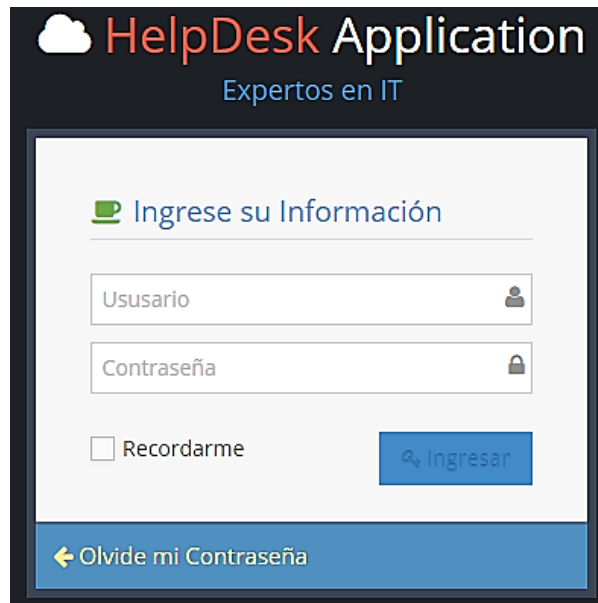 HelpDesk Application
Expertos en IT
Ingrese su Información
Ususario
Contraseña
Recordarme
Ingresar
Olvide mi Contraseña